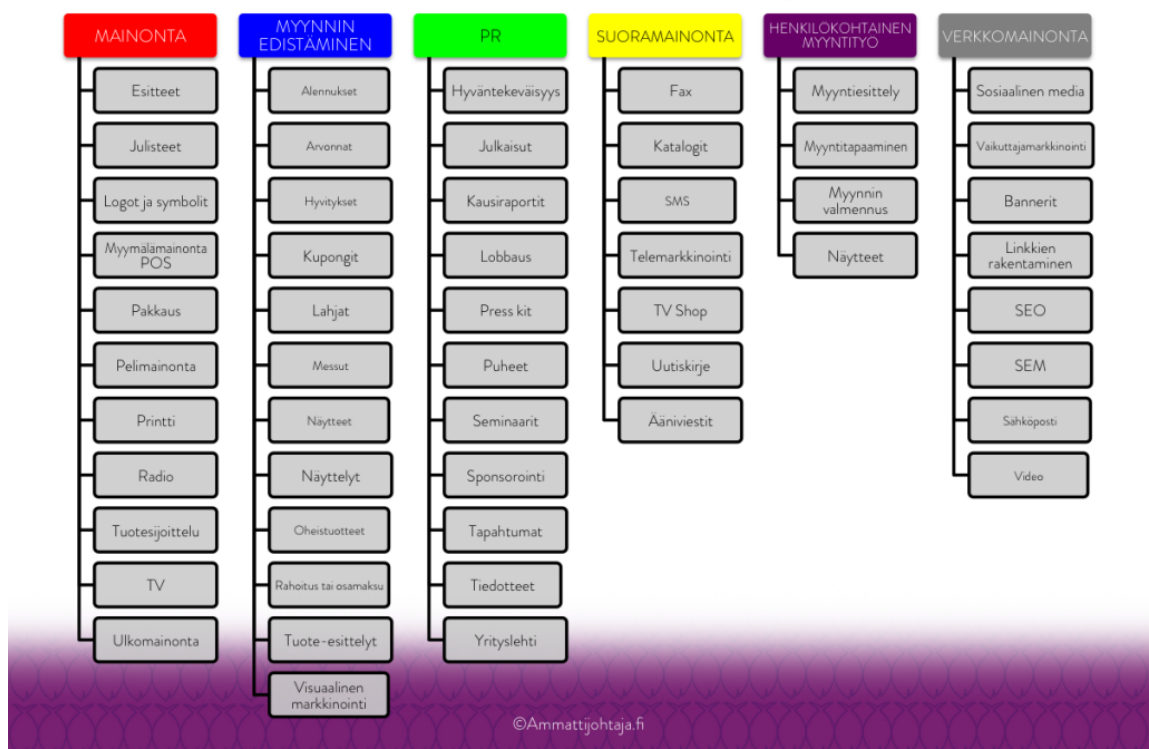 MAINONTA
Esitteet
Julisteet
Logot ja symbolit
Myymälämainonta
POS
Pakkaus
Pelimainonta
Printti
Radio
Tuotesijoittelu
TV
Ulkomainonta
MYYNNIN
EDISTÄMINEN
Alennukset
Arvonnat
Hyvitykset
Kupongit
Lahjat
Messut
Näytteet
Näyttelyt
Oheistuotteet
Rahoitus tai osamaksu
Tuote-esittelyt
Visuaalinen
markkinointi
PR
Hyväntekeväisyys
Julkaisut
Kausiraportit
Lobbaus
Press kit
Puheet
Seminaarit
Sponsorointi
Tapahtumat
Tiedotteet
Yrityslehti
SUORAMAINONTA
Fax
Katalogit
SMS
Telemarkkinointi
TV Shop
Uutiskirje
Ääniviestit
HENKILÖKOHTAINEN
MYYNTITYÖ
Myyntiesittely
Myyntitapaaminen
Myynnin
valmennus
Näytteet
VERKKOMAINONTA
Sosiaalinen media
Vaikuttajamarkkinointi
Bannerit
Linkkien
rakentaminen
SEO
SEM
Sähköposti
Video
©Ammattijohtaja.fi